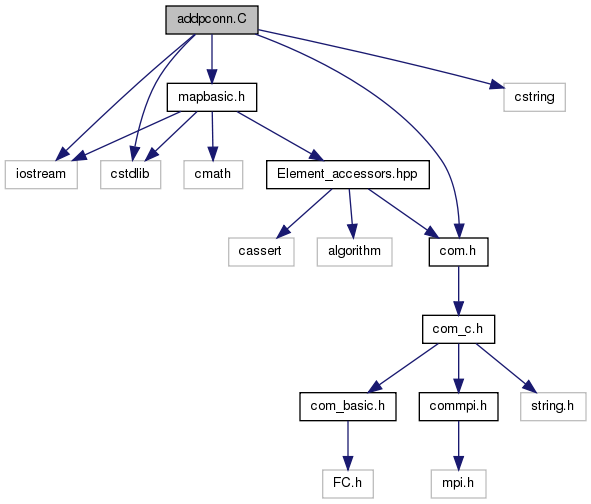 addpconn.C
mapbasic.h
cstring
iostream
cstdlib
cmath
Element_accessors.hpp
cassert
algorithm
com.h
com_c.h
com_basic.h
commpi.h
string.h
FC.h
mpi.h